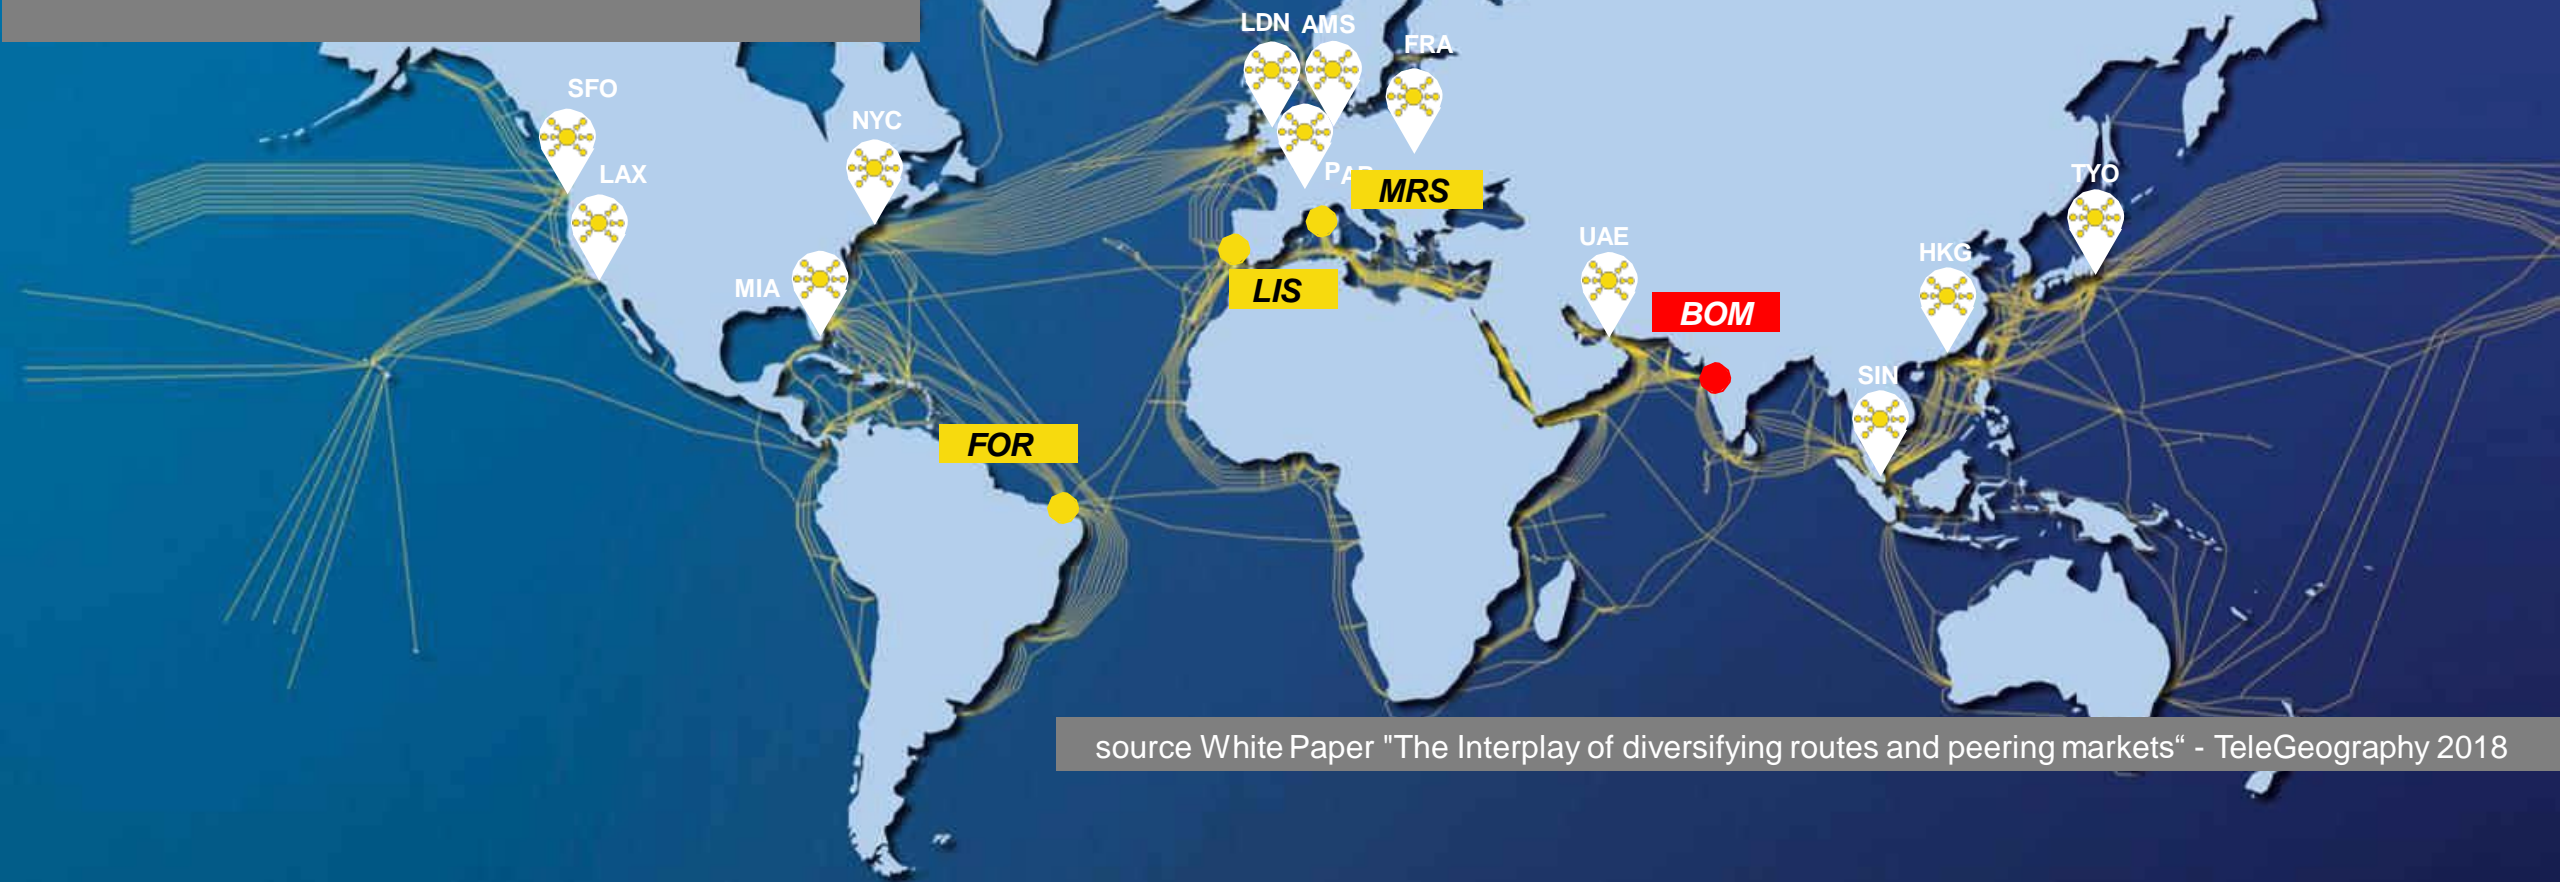 LDN AMS
FRA
SFO
NYC
LAX
MRS
TYO
UAE
HKG
MIA
LIS
BOM
SIN
FOR
source White Paper "The Interplay of diversifying routes and peering markets“ - TeleGeography 2018